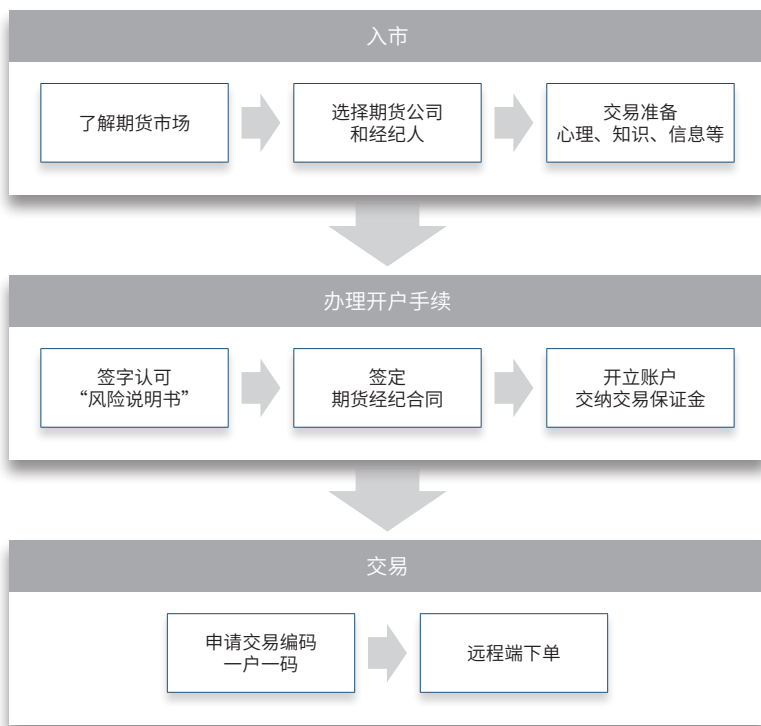 入市
了解期货市场
选择期货公司
和经纪人
交易准备
心理、知识、信息等
办理开户手续
签字认可
“风险说明书”
签定
期货经纪合同
开立账户
交纳交易保证金
交易
申请交易编码
一户一码
远程端下单